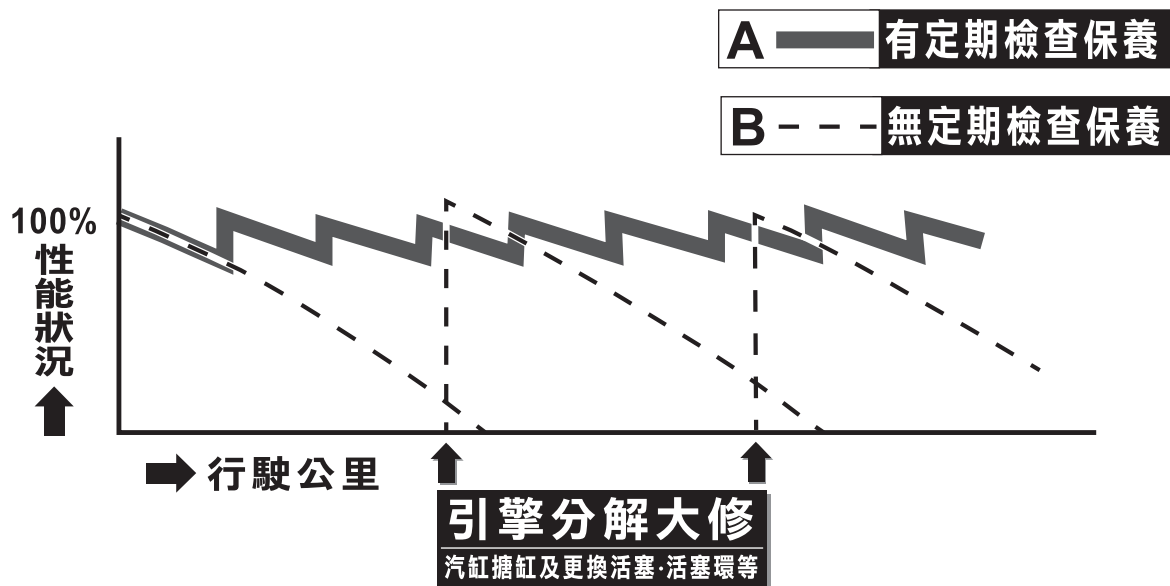 A 有定期檢查保養
B 無定期檢查保養
100%
性能狀況
行駛公里
引擎分解大修
汽缸搪缸及更換活塞·活塞環等